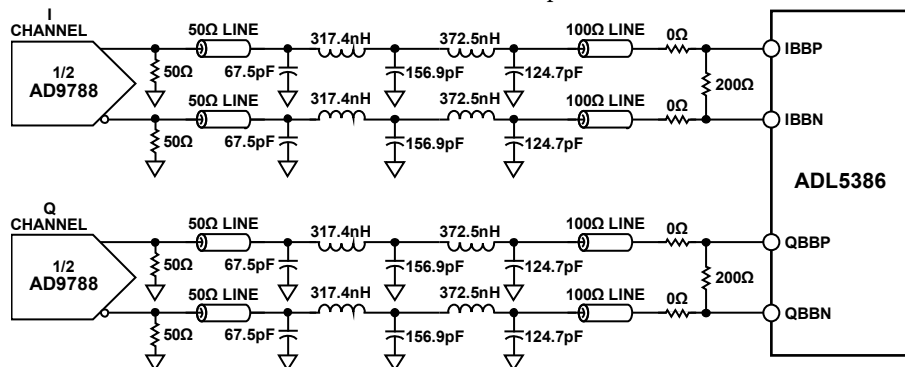 I
CHANNEL
1/2
AD9788
50Ω
50Ω LINE
67.5pF
317.4nH
156.9pF
372.5nH
124.7pF
100Ω LINE
0Ω
IBBP
200Ω
50Ω
50Ω LINE
67.5pF
317.4nH
156.9pF
372.5nH
124.7pF
100Ω LINE
0Ω
IBBN
ADL5386
Q
CHANNEL
1/2
AD9788
50Ω
50Ω LINE
67.5pF
317.4nH
156.9pF
372.5nH
124.7pF
100Ω LINE
0Ω
QBBP
200Ω
50Ω
50Ω LINE
67.5pF
317.4nH
156.9pF
372.5nH
124.7pF
100Ω LINE
0Ω
QBBN